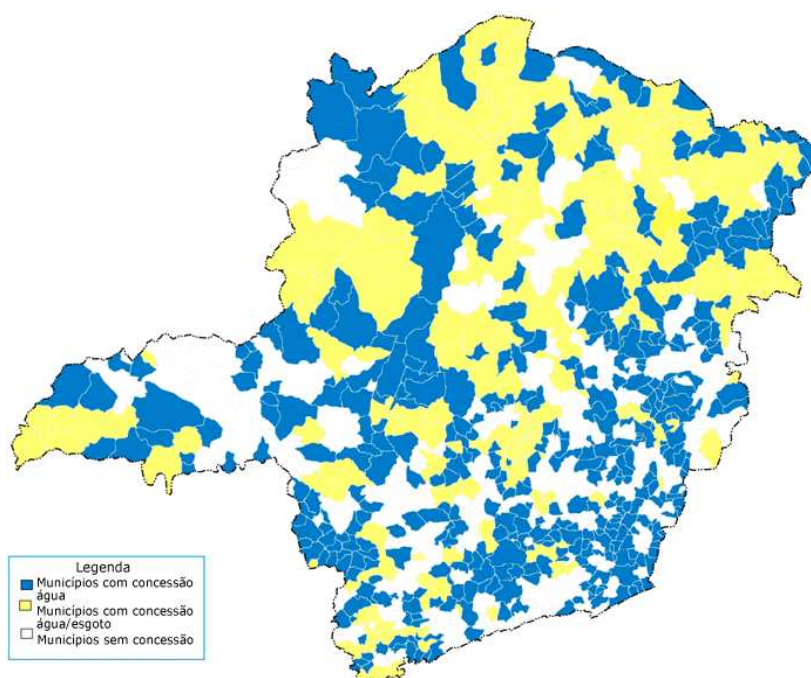 Legenda
Municípios com concessão
água
Municípios com concessão
água/esgoto
Municípios sem concessão